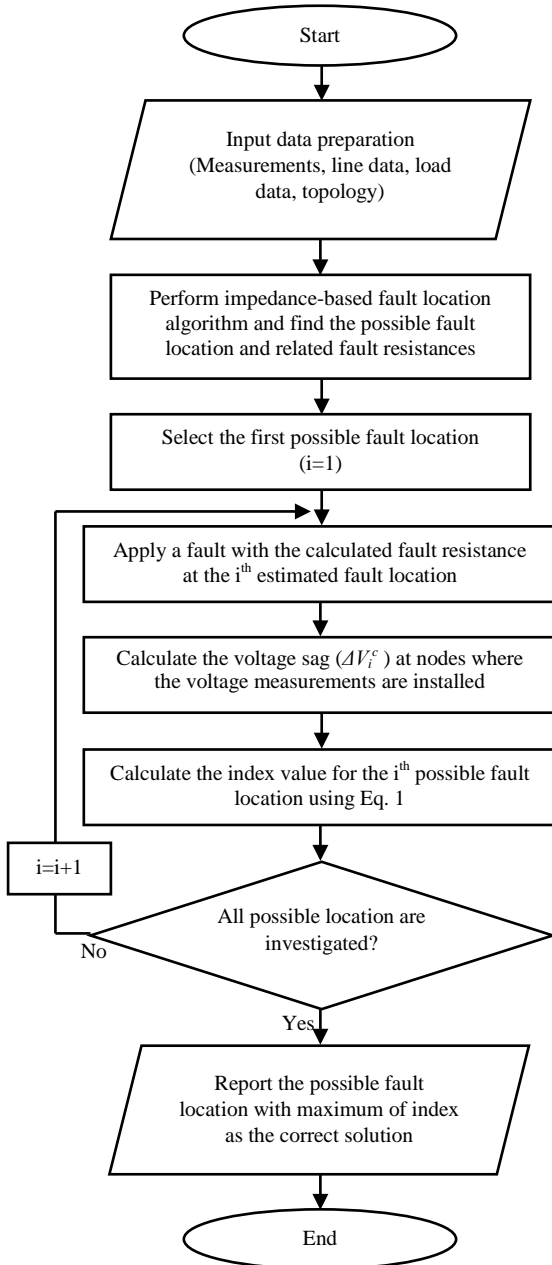 Start
Input data preparation
(Measurements, line data, load
data, topology)
Perform impedance-based fault location
algorithm and find the possible fault
location and related fault resistances
Select the first possible fault location
(i=1)
Apply a fault with the calculated fault resistance
at the iᵗʰ estimated fault location
Calculate the voltage sag (ΔVᵢᶜ ) at nodes where
the voltage measurements are installed
Calculate the index value for the iᵗʰ possible fault
location using Eq. 1
i=i+1
All possible location are
investigated?
No
Yes
Report the possible fault
location with maximum of index
as the correct solution
End